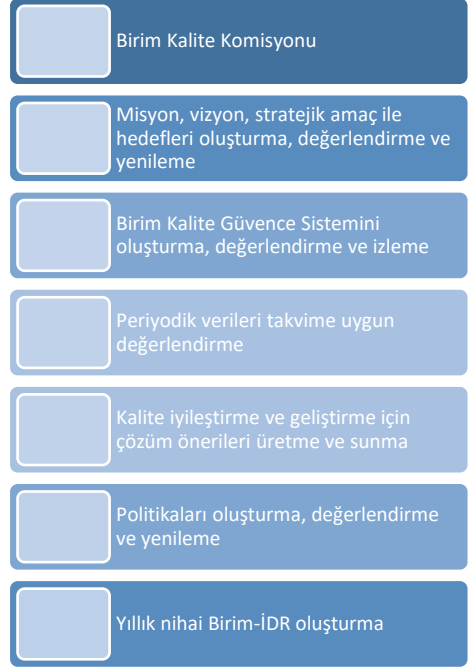 Birim Kalite Komisyonu
Misyon, vizyon, stratejik amaç ile
hedefleri oluşturma, değerlendirme ve
yenileme
Birim Kalite Güvence Sistemini
oluşturma, değerlendirme ve izleme
Periyodik verileri takvime uygun
değerlendirme
Kalite iyileştirme ve geliştirme için
çözüm önerileri üretme ve sunma
Politikaları oluşturma, değerlendirme
ve yenileme
Yıllık nihai Birim-İDR oluşturma